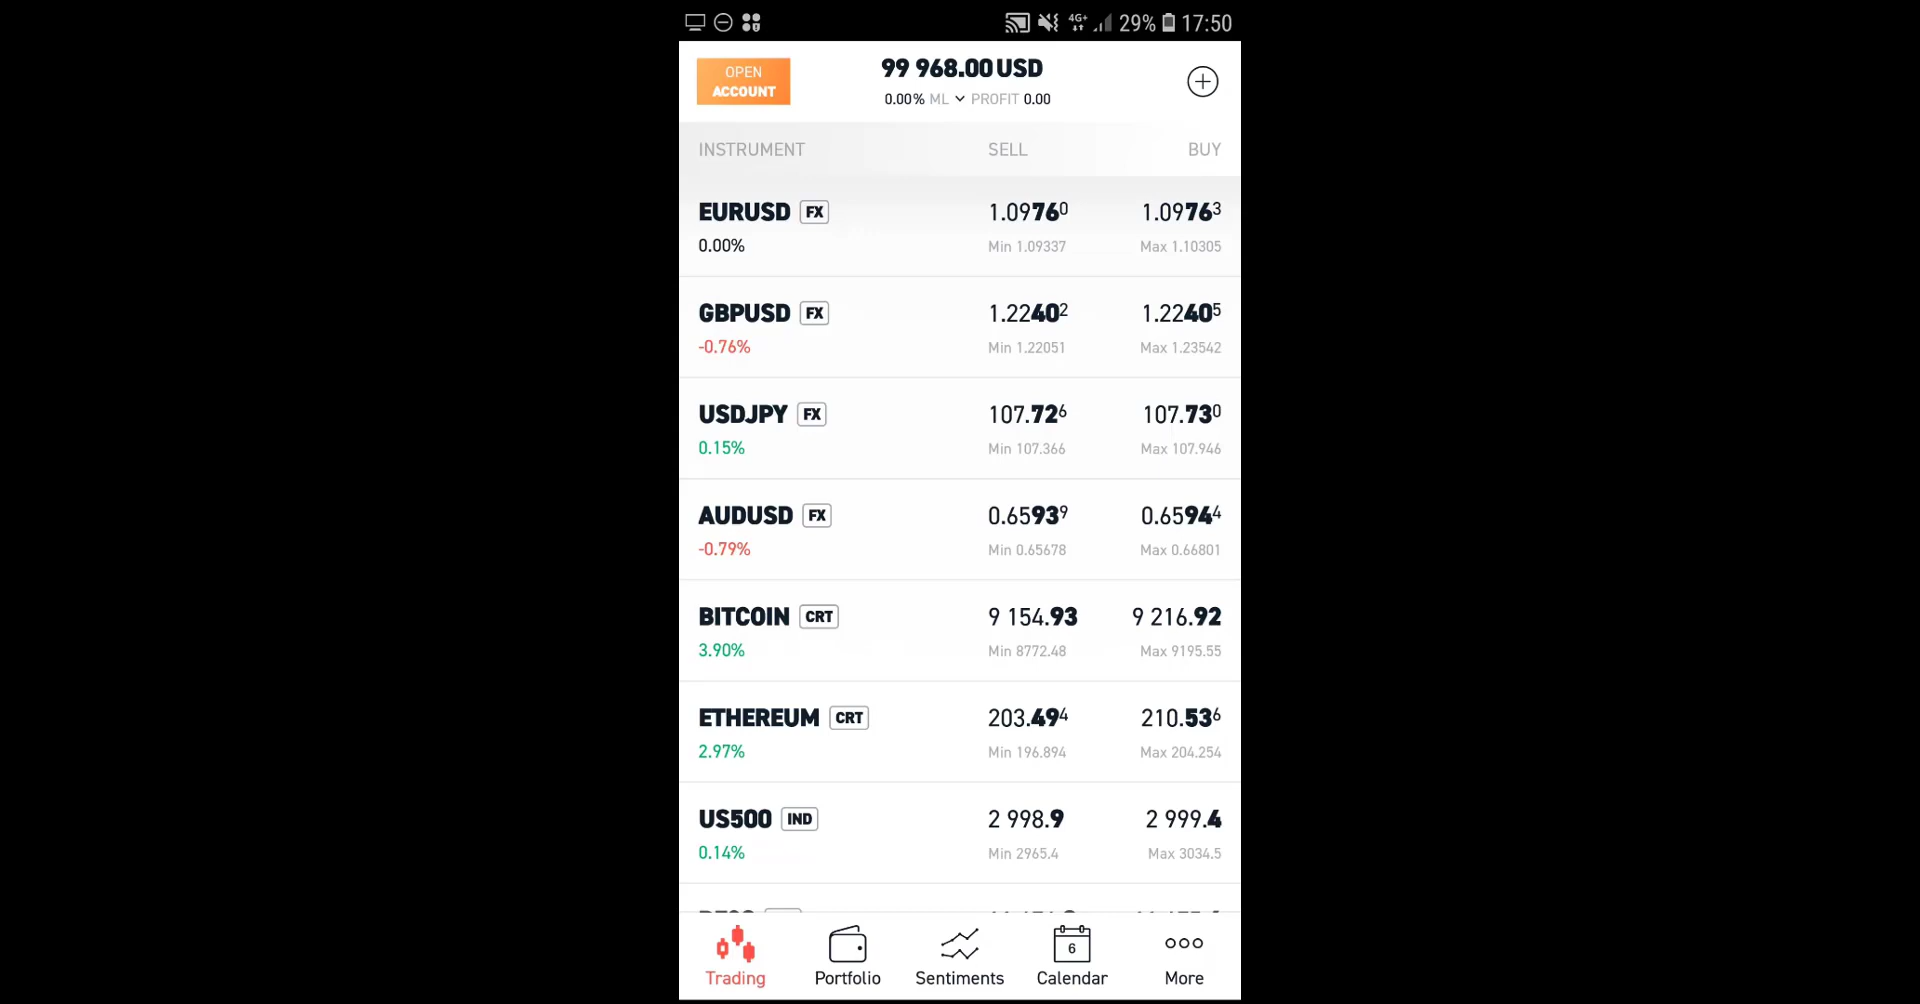 4G+ 29% 17:50
OPEN ACCOUNT
99 968.00 USD
0.00% ML PROFIT 0.00
INSTRUMENT SELL BUY
EURUSD FX 1.09760 1.09763
0.00% Min 1.09337 Max 1.10305
GBPUSD FX 1.22402 1.22405
-0.76% Min 1.22051 Max 1.23542
USDJPY FX 107.726 107.730
0.15% Min 107.366 Max 107.946
AUDUSD FX 0.65939 0.65944
-0.79% Min 0.65678 Max 0.66801
BITCOIN CRT 9 154.93 9 216.92
3.90% Min 8772.48 Max 9195.55
ETHEREUM CRT 203.494 210.536
2.97% Min 196.894 Max 204.254
US500 IND 2 998.9 2 999.4
0.14% Min 2965.4 Max 3034.5
6
Trading Portfolio Sentiments Calendar More